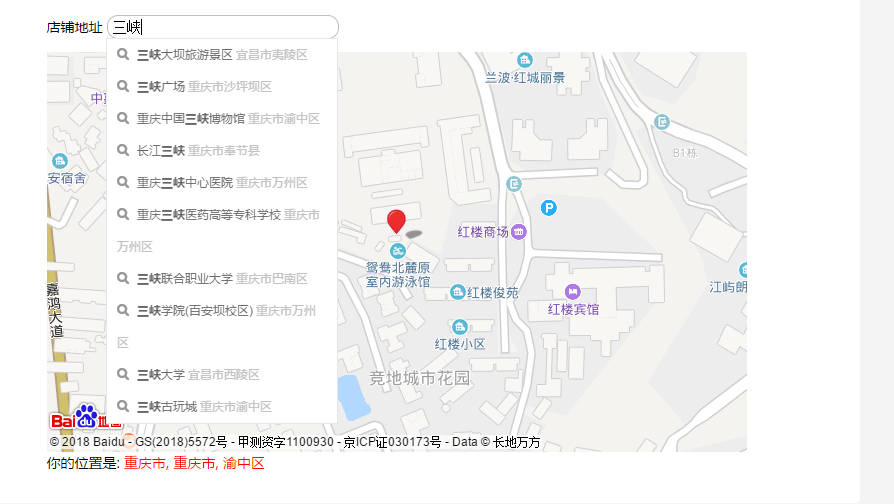 店铺地址 三峡
三峡大坝旅游景区 宜昌市夷陵区
三峡广场 重庆市沙坪坝区
重庆中国三峡博物馆 重庆市渝中区
长江三峡 重庆市奉节县
重庆三峡中心医院 重庆市万州区
重庆三峡医药高等专科学校 重庆市
万州区
三峡联合职业大学 重庆市巴南区
三峡学院(百安坝校区) 重庆市万州
区
三峡大学 宜昌市西陵区
三峡古玩城 重庆市渝中区
兰波·红城丽景
B1栋
安宿舍
P
红楼商场
鸳鸯北麓原
室内游泳馆
红楼俊苑
红楼宾馆
江屿朗
嘉鸿大道
红楼小区
竞地城市花园
Bai du 地图
© 2018 Baidu - GS(2018)5572号 - 甲测资字1100930 - 京ICP证030173号 - Data © 长地万方
你的位置是: 重庆市, 重庆市, 渝中区